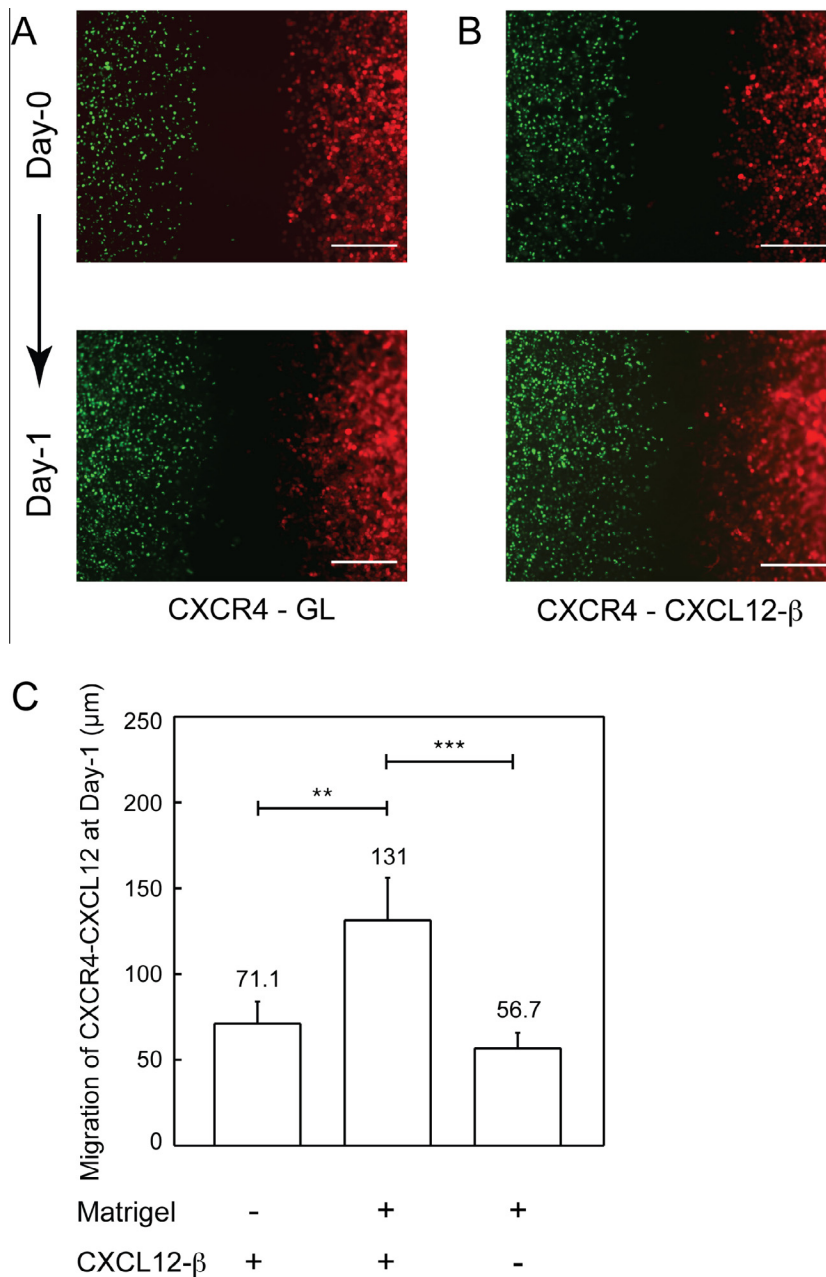 A
B
Day-0
Day-1
CXCR4 - GL
CXCR4 - CXCL12-β
C
Migration of CXCR4-CXCL12 at Day-1 (µm)
250
200
150
100
50
0
***
**
131
71.1
56.7
Matrigel - + +
CXCL12-β + + -